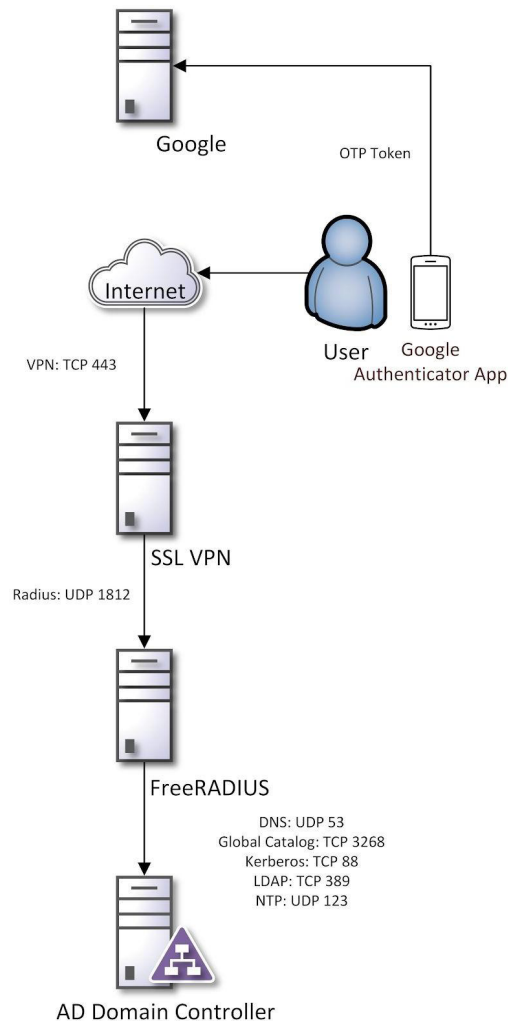 Google
OTP Token
Internet
User
Google
Authenticator App
VPN: TCP 443
SSL VPN
Radius: UDP 1812
FreeRADIUS
DNS: UDP 53
Global Catalog: TCP 3268
Kerberos: TCP 88
LDAP: TCP 389
NTP: UDP 123
AD Domain Controller